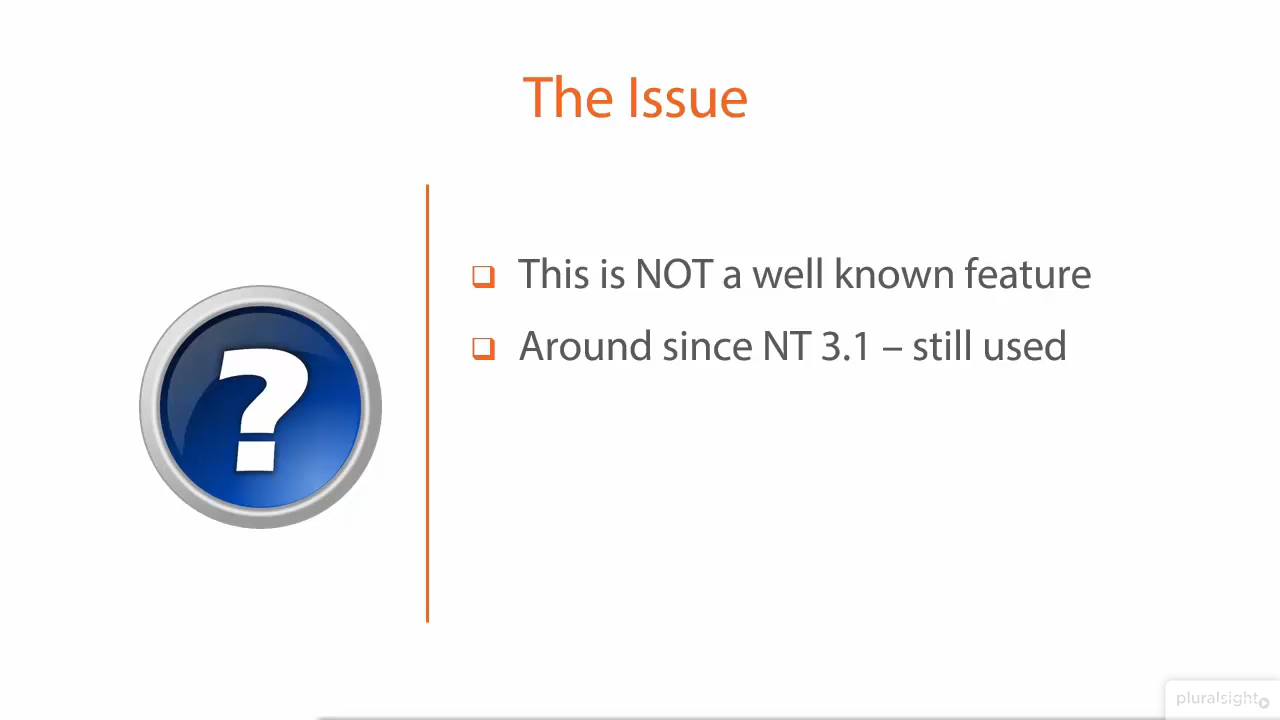 The Issue
This is NOT a well known feature
Around since NT 3.1 – still used
?
pluralsight